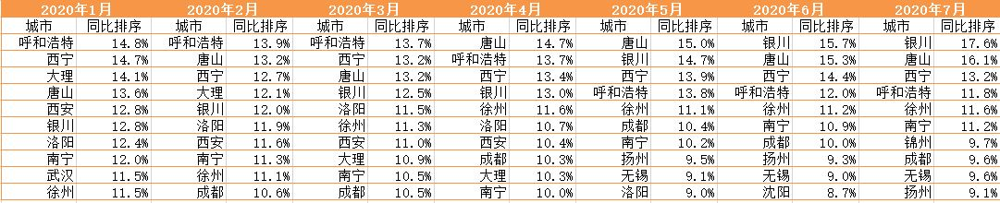 2020年1月 2020年2月 2020年3月 2020年4月 2020年5月 2020年6月 2020年7月
城市 同比排序 城市 同比排序 城市 同比排序 城市 同比排序 城市 同比排序 城市 同比排序 城市 同比排序
呼和浩特 14.8% 呼和浩特 13.9% 呼和浩特 13.7% 唐山 14.7% 唐山 15.0% 银川 15.7% 银川 17.6%
西宁 14.7% 唐山 13.2% 西宁 13.2% 呼和浩特 13.7% 银川 14.7% 唐山 15.3% 唐山 16.1%
大理 14.1% 西宁 12.7% 唐山 13.2% 西宁 13.4% 西宁 13.9% 西宁 14.4% 西宁 13.2%
唐山 13.6% 大理 12.1% 银川 12.5% 银川 13.0% 呼和浩特 13.8% 呼和浩特 12.0% 呼和浩特 11.8%
西安 12.8% 银川 12.0% 洛阳 11.5% 徐州 11.6% 徐州 11.1% 徐州 11.2% 徐州 11.6%
银川 12.8% 洛阳 11.9% 徐州 11.3% 洛阳 10.7% 成都 10.4% 南宁 10.9% 南宁 11.2%
洛阳 12.4% 西安 11.6% 西安 11.0% 西安 10.4% 南宁 10.2% 成都 10.0% 锦州 9.7%
南宁 12.0% 南宁 11.3% 大理 10.9% 成都 10.3% 扬州 9.5% 扬州 9.3% 成都 9.6%
武汉 11.5% 徐州 11.1% 南宁 10.5% 大理 10.3% 无锡 9.1% 无锡 9.0% 无锡 9.6%
徐州 11.5% 成都 10.6% 成都 10.5% 南宁 10.0% 洛阳 9.0% 沈阳 8.7% 扬州 9.1%